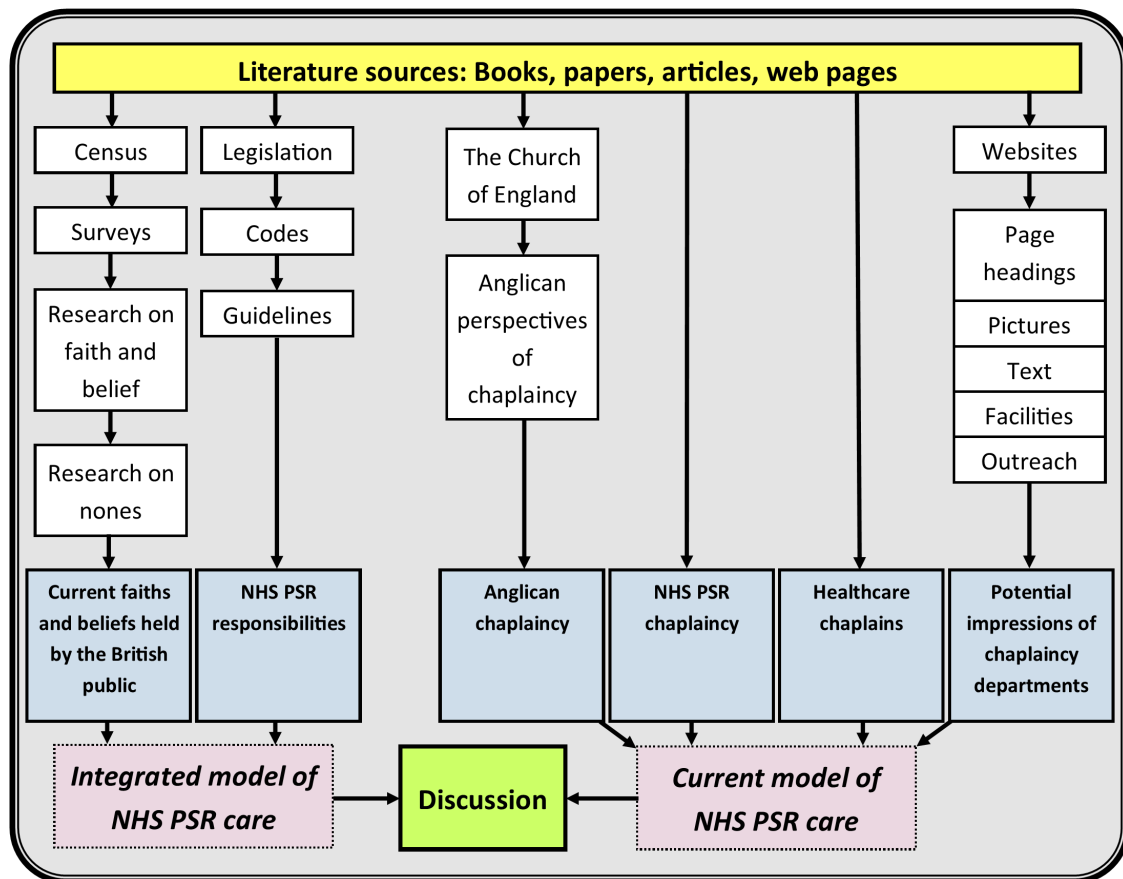 Literature sources: Books, papers, articles, web pages
Census
Surveys
Research on
faith and
belief
Research on
nones
Legislation
Codes
Guidelines
The Church
of England
Anglican
perspectives
of
chaplaincy
Websites
Page
headings
Pictures
Text
Facilities
Outreach
Current faiths
and beliefs held
by the British
public
NHS PSR
responsibilities
Anglican
chaplaincy
NHS PSR
chaplaincy
Healthcare
chaplains
Potential
impressions of
chaplaincy
departments
Integrated model of
NHS PSR care
Discussion
Current model of
NHS PSR care